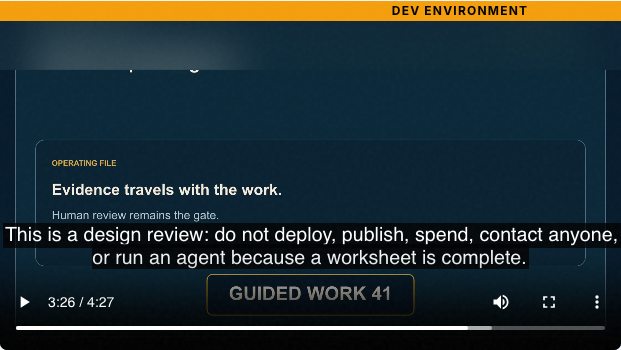 DEV ENVIRONMENT
OPERATING FILE
Evidence travels with the work.
Human review remains the gate.
This is a design review: do not deploy, publish, spend, contact anyone,
or run an agent because a worksheet is complete.
GUIDED WORK 41
3:26 / 4:27